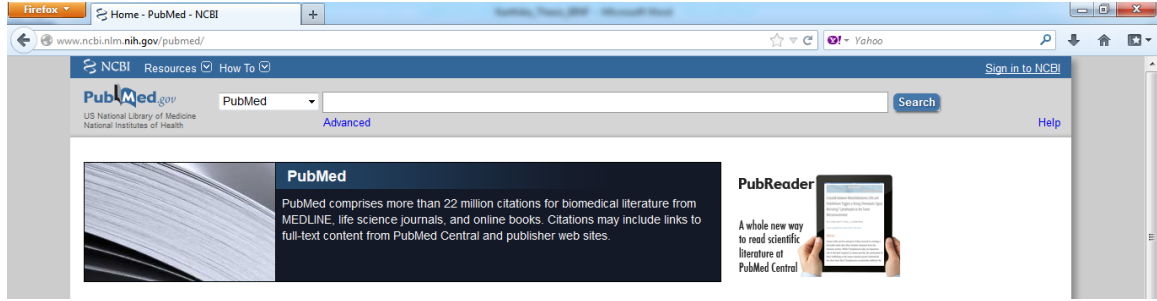 Firefox
Home - PubMed - NCBI
+
www.ncbi.nlm.nih.gov/pubmed/
Yahoo
NCBI Resources How To Sign in to NCBI
PubMed.gov
US National Library of Medicine
National Institutes of Health
PubMed
Search
Advanced
Help
PubMed
PubMed comprises more than 22 million citations for biomedical literature from
MEDLINE, life science journals, and online books. Citations may include links to
full-text content from PubMed Central and publisher web sites.
PubReader
A whole new way
to read scientific
literature at
PubMed Central